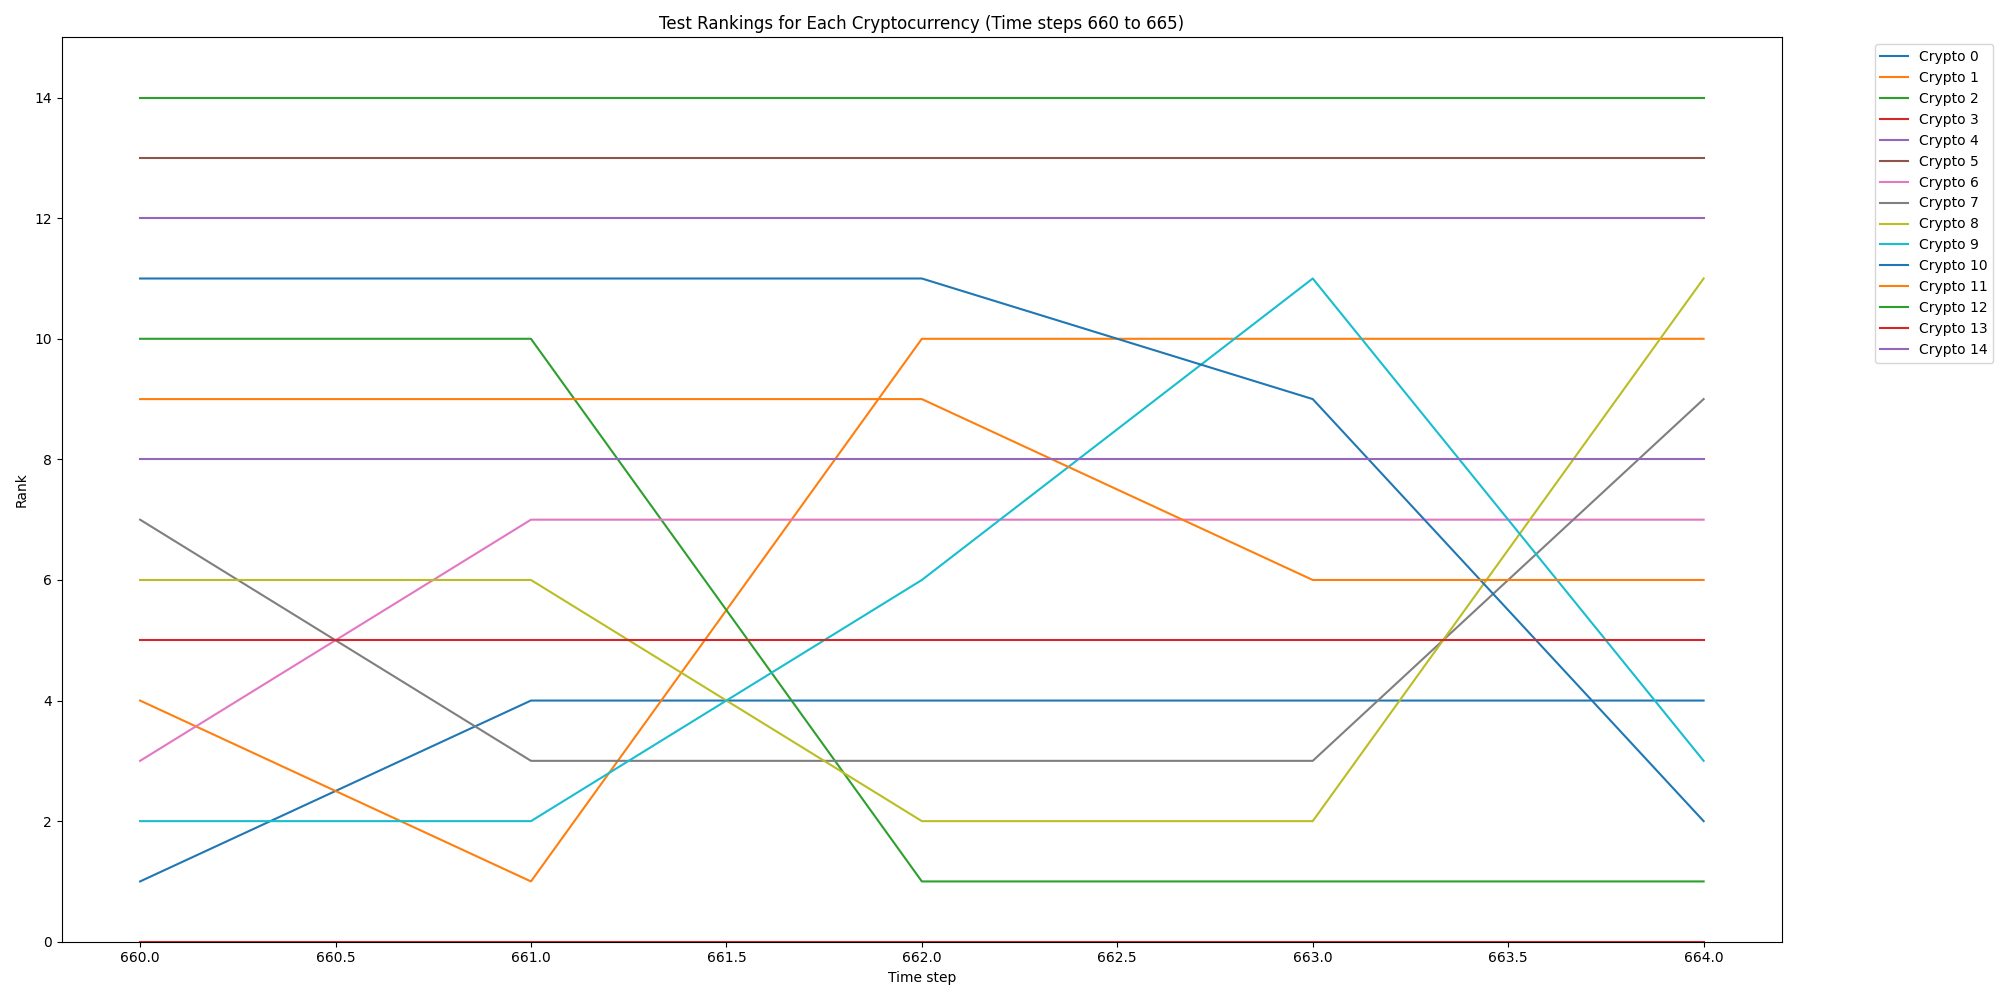 Test Rankings for Each Cryptocurrency (Time steps 660 to 665)
14
12
10
8
6
4
2
0
Rank
660.0
660.5
661.0
661.5
662.0
662.5
663.0
663.5
664.0
Time step
Crypto 0
Crypto 1
Crypto 2
Crypto 3
Crypto 4
Crypto 5
Crypto 6
Crypto 7
Crypto 8
Crypto 9
Crypto 10
Crypto 11
Crypto 12
Crypto 13
Crypto 14